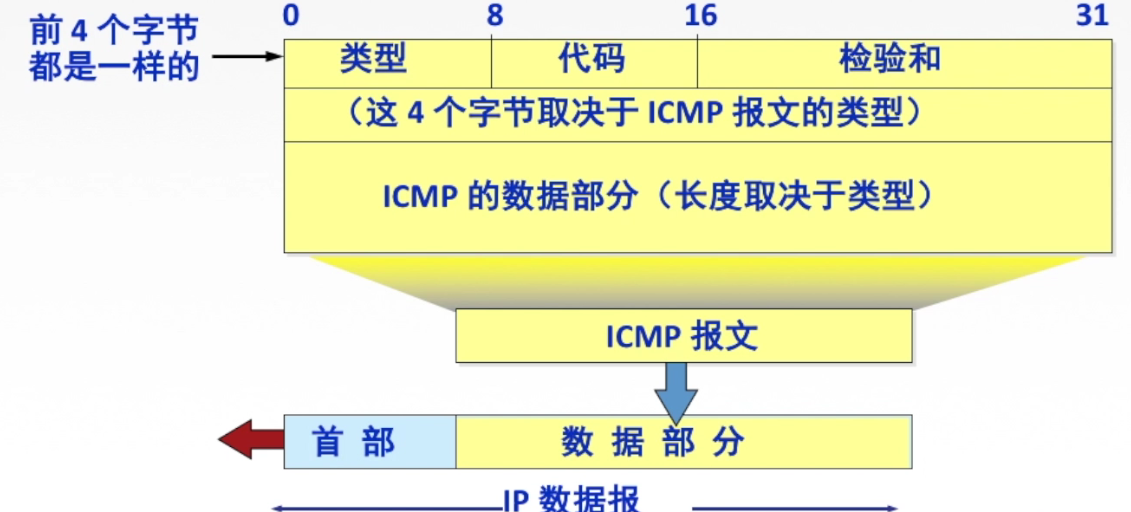 0 8 16 31
前 4 个字节
都是一样的
类型 代码 检验和
（这 4 个字节取决于 ICMP 报文的类型）
ICMP 的数据部分（长度取决于类型）
ICMP 报文
首 部 数 据 部 分
IP 数据报